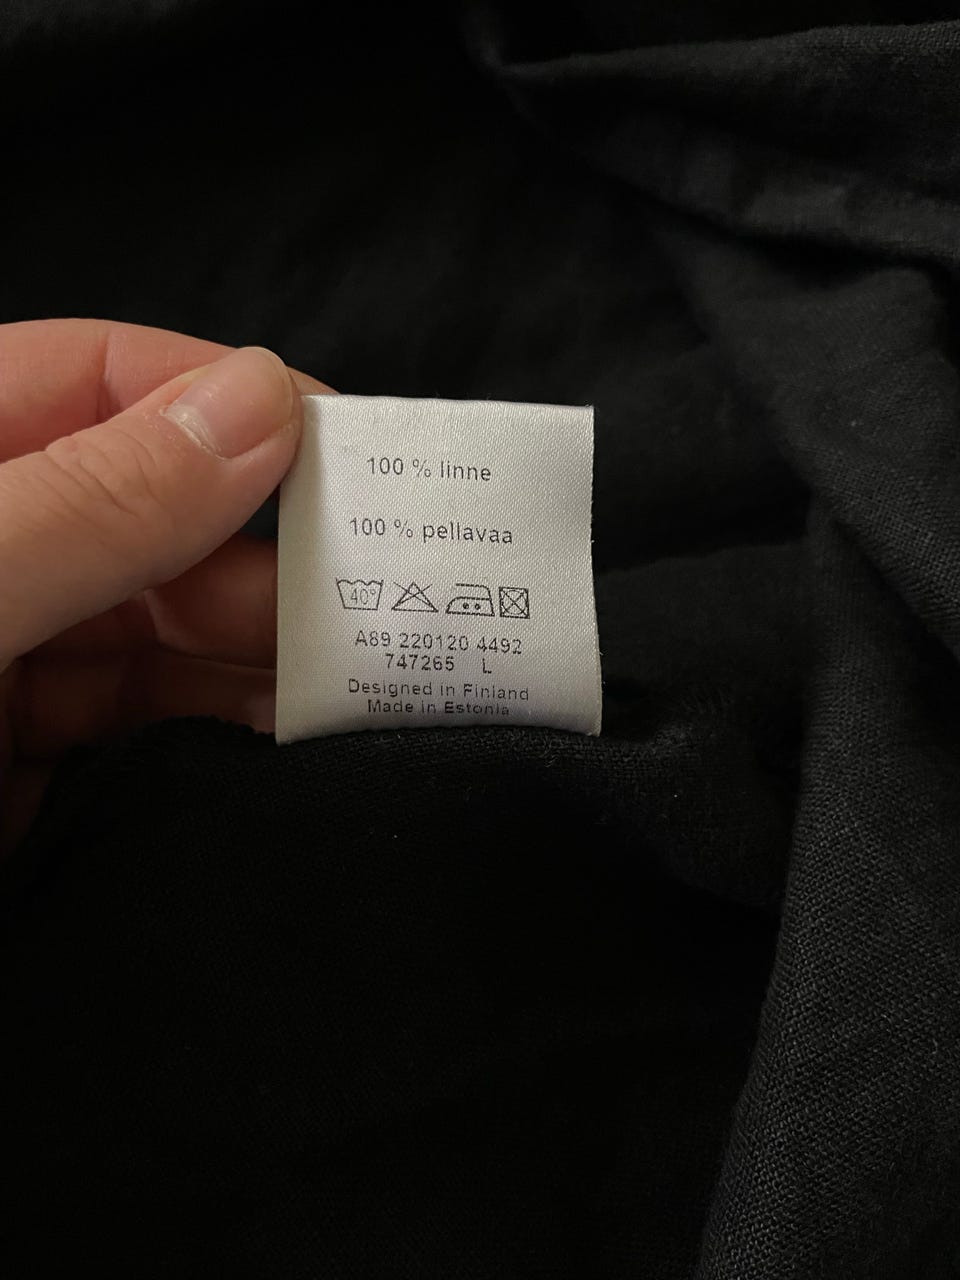 100 % linne
100 % pellavaa
40°
A89 220120 4492
747265 L
Designed in Finland
Made in Estonia